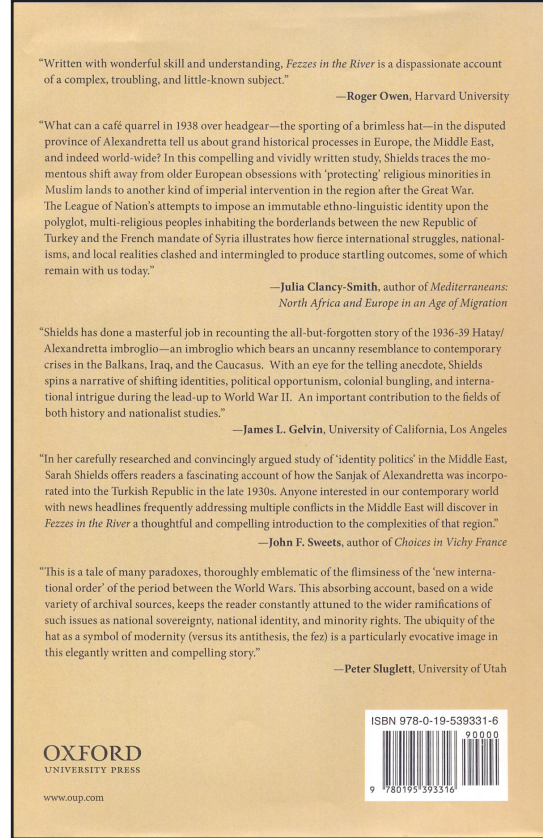 “Written with wonderful skill and understanding, Fezzes in the River is a dispassionate account
of a complex, troubling, and little-known subject.”
—Roger Owen, Harvard University
“What can a café quarrel in 1938 over headgear—the sporting of a brimless hat—in the disputed
province of Alexandretta tell us about grand historical processes in Europe, the Middle East,
and indeed world-wide? In this compelling and vividly written study, Shields traces the mo-
mentous shift away from older European obsessions with ‘protecting’ religious minorities in
Muslim lands to another kind of imperial intervention in the region after the Great War.
The League of Nation’s attempts to impose an immutable ethno-linguistic identity upon the
polyglot, multi-religious peoples inhabiting the borderlands between the new Republic of
Turkey and the French mandate of Syria illustrates how fierce international struggles, national-
isms, and local realities clashed and intermingled to produce startling outcomes, some of which
remain with us today.”
—Julia Clancy-Smith, author of Mediterraneans:
North Africa and Europe in an Age of Migration
“Shields has done a masterful job in recounting the all-but-forgotten story of the 1936-39 Hatay/
Alexandretta imbroglio—an imbroglio which bears an uncanny resemblance to contemporary
crises in the Balkans, Iraq, and the Caucasus. With an eye for the telling anecdote, Shields
spins a narrative of shifting identities, political opportunism, colonial bungling, and interna-
tional intrigue during the lead-up to World War II. An important contribution to the fields of
both history and nationalist studies.”
—James L. Gelvin, University of California, Los Angeles
“In her carefully researched and convincingly argued study of ‘identity politics’ in the Middle East,
Sarah Shields offers readers a fascinating account of how the Sanjak of Alexandretta was incorpo-
rated into the Turkish Republic in the late 1930s. Anyone interested in our contemporary world
with news headlines frequently addressing multiple conflicts in the Middle East will discover in
Fezzes in the River a thoughtful and compelling introduction to the complexities of that region.”
—John F. Sweets, author of Choices in Vichy France
“This is a tale of many paradoxes, thoroughly emblematic of the flimsiness of the ‘new interna-
tional order’ of the period between the World Wars. This absorbing account, based on a wide
variety of archival sources, keeps the reader constantly attuned to the wider ramifications of
such issues as national sovereignty, national identity, and minority rights. The ubiquity of the
hat as a symbol of modernity (versus its antithesis, the fez) is a particularly evocative image in
this elegantly written and compelling story.”
—Peter Sluglett, University of Utah
ISBN 978-0-19-539331-6
90000
9 780195 393316
OXFORD
UNIVERSITY PRESS
www.oup.com